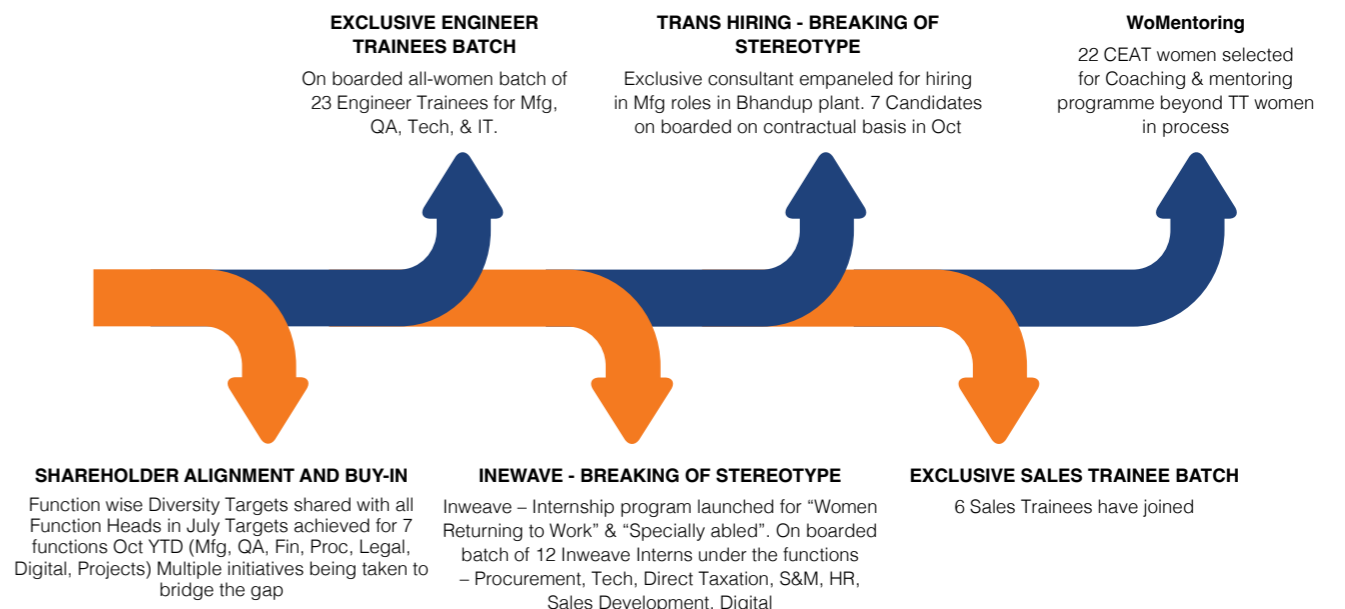 EXCLUSIVE ENGINEER
TRAINEES BATCH
On boarded all-women batch of
23 Engineer Trainees for Mfg,
QA, Tech, & IT.
TRANS HIRING - BREAKING OF
STEREOTYPE
Exclusive consultant empaneled for hiring
in Mfg roles in Bhandup plant. 7 Candidates
on boarded on contractual basis in Oct
WoMentoring
22 CEAT women selected
for Coaching & mentoring
programme beyond TT women
in process
SHAREHOLDER ALIGNMENT AND BUY-IN
Function wise Diversity Targets shared with all
Function Heads in July Targets achieved for 7
functions Oct YTD (Mfg, QA, Fin, Proc, Legal,
Digital, Projects) Multiple initiatives being taken to
bridge the gap
INEWAVE - BREAKING OF STEREOTYPE
Inweave – Internship program launched for “Women
Returning to Work” & “Specially abled”. On boarded
batch of 12 Inweave Interns under the functions
– Procurement, Tech, Direct Taxation, S&M, HR,
Sales Development, Digital
EXCLUSIVE SALES TRAINEE BATCH
6 Sales Trainees have joined